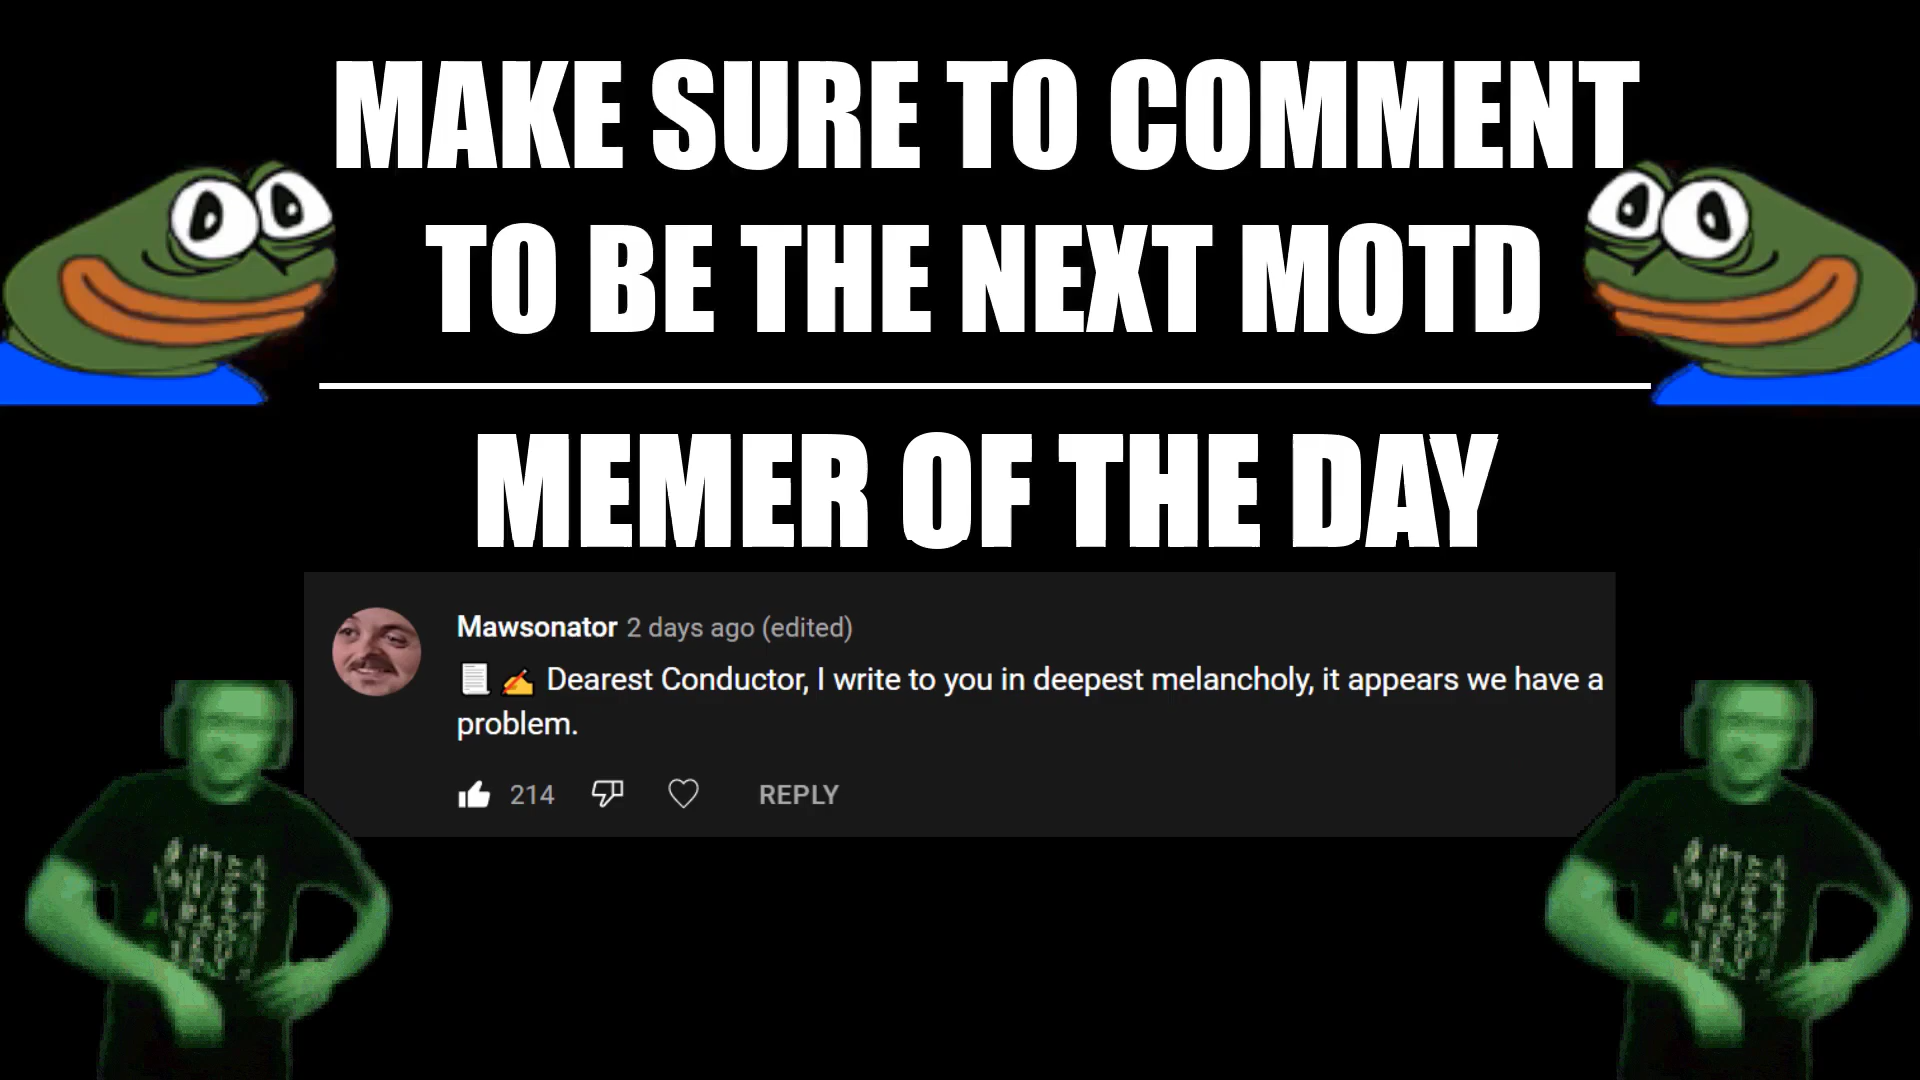 MAKE SURE TO COMMENT
TO BE THE NEXT MOTD
MEMER OF THE DAY
Mawsonator 2 days ago (edited)
📃✍ Dearest Conductor, I write to you in deepest melancholy, it appears we have a
problem.
214 REPLY